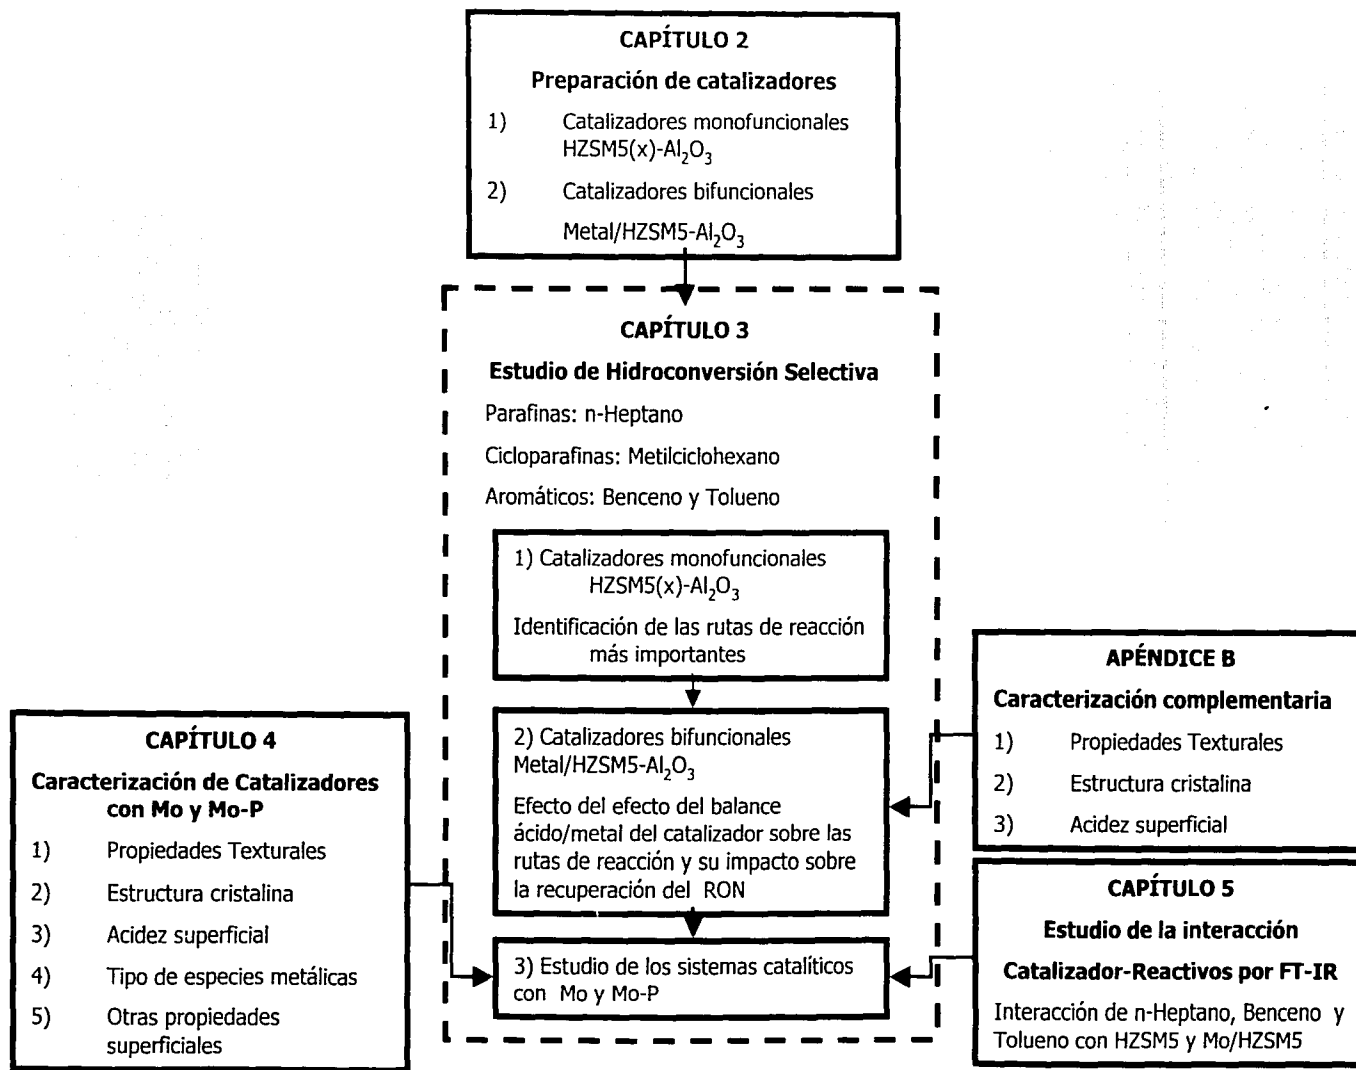 CAPÍTULO 2
Preparación de catalizadores
1) Catalizadores monofuncionales
HZSM5(x)-Al₂O₃
2) Catalizadores bifuncionales
Metal/HZSM5-Al₂O₃
CAPÍTULO 3
Estudio de Hidroconversión Selectiva
Parafinas: n-Heptano
Cicloparafinas: Metilciclohexano
Aromáticos: Benceno y Tolueno
1) Catalizadores monofuncionales
HZSM5(x)-Al₂O₃
Identificación de las rutas de reacción
más importantes
2) Catalizadores bifuncionales
Metal/HZSM5-Al₂O₃
Efecto del efecto del balance
ácido/metal del catalizador sobre las
rutas de reacción y su impacto sobre
la recuperación del RON
3) Estudio de los sistemas catalíticos
con Mo y Mo-P
CAPÍTULO 4
Caracterización de Catalizadores
con Mo y Mo-P
1) Propiedades Texturales
2) Estructura cristalina
3) Acidez superficial
4) Tipo de especies metálicas
5) Otras propiedades
superficiales
APÉNDICE B
Caracterización complementaria
1) Propiedades Texturales
2) Estructura cristalina
3) Acidez superficial
CAPÍTULO 5
Estudio de la interacción
Catalizador-Reactivos por FT-IR
Interacción de n-Heptano, Benceno y
Tolueno con HZSM5 y Mo/HZSM5